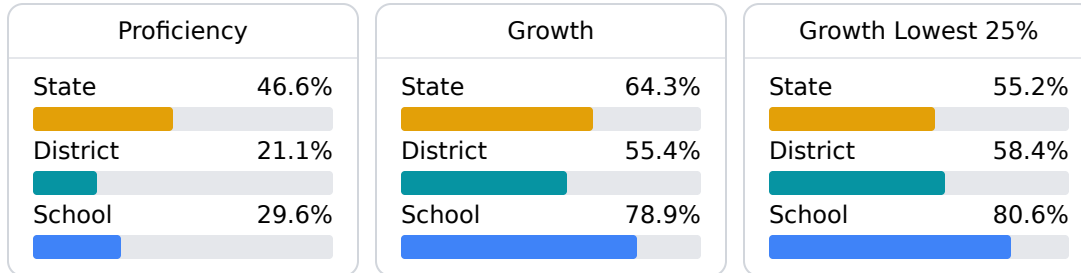 Proficiency
State 46.6%
District 21.1%
School 29.6%
Growth
State 64.3%
District 55.4%
School 78.9%
Growth Lowest 25%
State 55.2%
District 58.4%
School 80.6%